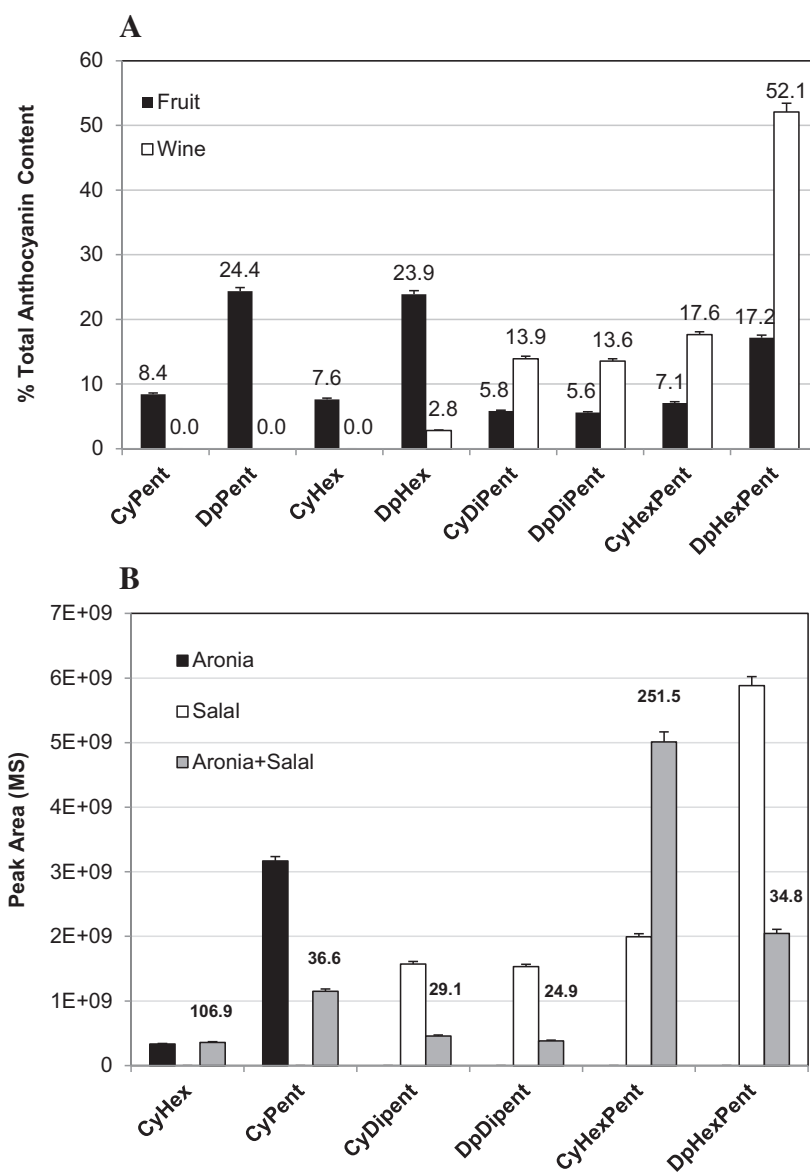 A
% Total Anthocyanin Content
60
50
40
30
20
10
0
Fruit
Wine
8.4
0.0
24.4
0.0
7.6
0.0
23.9
2.8
5.8
13.9
5.6
13.6
7.1
17.6
17.2
52.1
CyPent
DpPent
CyHex
DpHex
CyDiPent
DpDiPent
CyHexPent
DpHexPent
B
Peak Area (MS)
7E+09
6E+09
5E+09
4E+09
3E+09
2E+09
1E+09
0
Aronia
Salal
Aronia+Salal
106.9
36.6
29.1
24.9
251.5
34.8
CyHex
CyPent
CyDipent
DpDipent
CyHexPent
DpHexPent